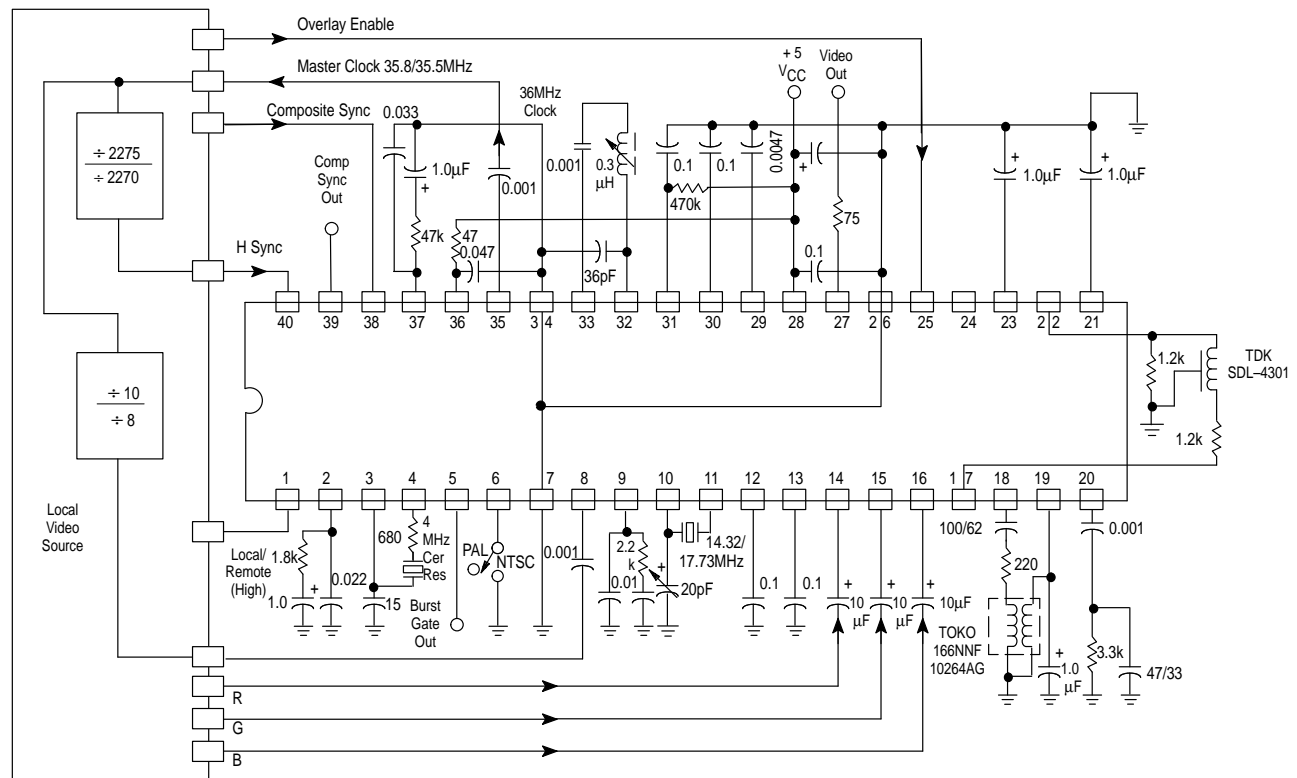 Overlay Enable
Master Clock 35.8/35.5MHz
Composite Sync
÷ 2275
÷ 2270
Comp
Sync
Out
H Sync
0.033
1.0µF
+
47k
47
0.047
0.001
36MHz
Clock
0.001
0.3
µH
36pF
0.1
0.1
0.0047
470k
+ 5
VCC
+
0.1
Video
Out
75
+
1.0µF
+
1.0µF
40
39
38
37
36
35
3 4
33
32
31
30
29
28
27
2 6
25
24
23
2 2
21
1.2k
TDK
SDL–4301
1.2k
÷ 10
÷ 8
Local
Video
Source
1
2
3
4
5
6
7
8
9
10
11
12
13
14
15
16
1 7
18
19
20
Local/
Remote
(High)
1.8k
+
1.0
0.022
680
4
MHz
Cer
Res
15
Burst
Gate
Out
PAL
NTSC
0.001
0.01
2.2
k
+
20pF
14.32/
17.73MHz
0.1
0.1
+
10
µF
+
10
µF
+
10µF
100/62
220
TOKO
166NNF
10264AG
+
1.0
µF
0.001
3.3k
47/33
R
G
B